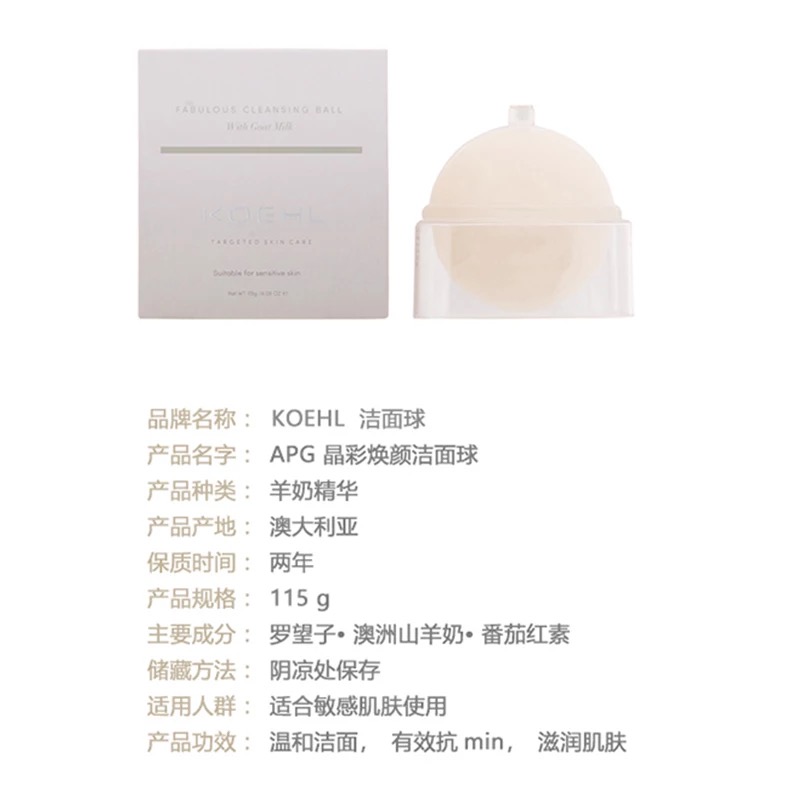 FABULOUS CLEANSING BALL
With Goat Milk
KOEHL
TARGETED SKIN CARE
Suitable for sensitive skin
品牌名称： KOEHL 洁面球
产品名字： APG 晶彩焕颜洁面球
产品种类： 羊奶精华
产品产地： 澳大利亚
保质时间： 两年
产品规格： 115 g
主要成分： 罗望子• 澳洲山羊奶• 番茄红素
储藏方法： 阴凉处保存
适用人群： 适合敏感肌肤使用
产品功效： 温和洁面， 有效抗 min， 滋润肌肤